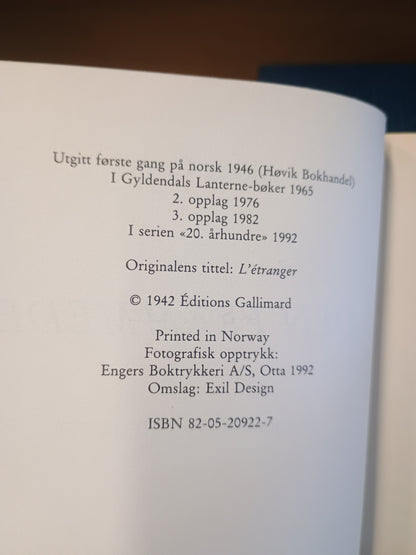 Utgitt første gang på norsk 1946 (Høvik Bokhandel)
I Gyldendals Lanterne-bøker 1965
2. opplag 1976
3. opplag 1982
I serien «20. århundre» 1992
Originalens tittel: L'étranger
© 1942 Éditions Gallimard
Printed in Norway
Fotografisk opptrykk:
Engers Boktrykkeri A/S, Otta 1992
Omslag: Exil Design
ISBN 82-05-20922-7